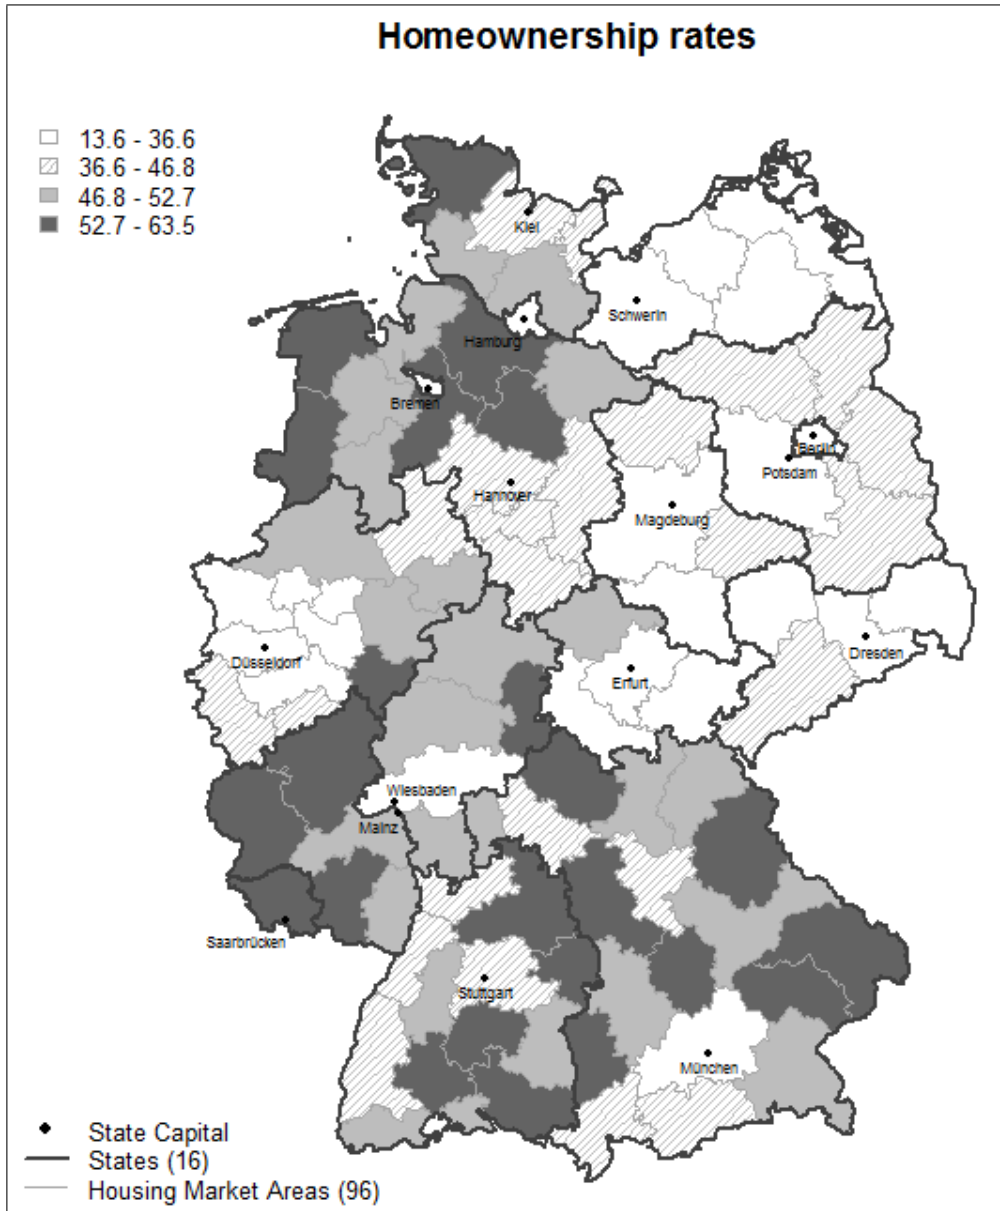 Homeownership rates
13.6 - 36.6
36.6 - 46.8
46.8 - 52.7
52.7 - 63.5
Kiel
Schwerin
Hamburg
Bremen
Berlin
Potsdam
Hannover
Magdeburg
Düsseldorf
Dresden
Erfurt
Wiesbaden
Mainz
Saarbrücken
Stuttgart
München
State Capital
States (16)
Housing Market Areas (96)